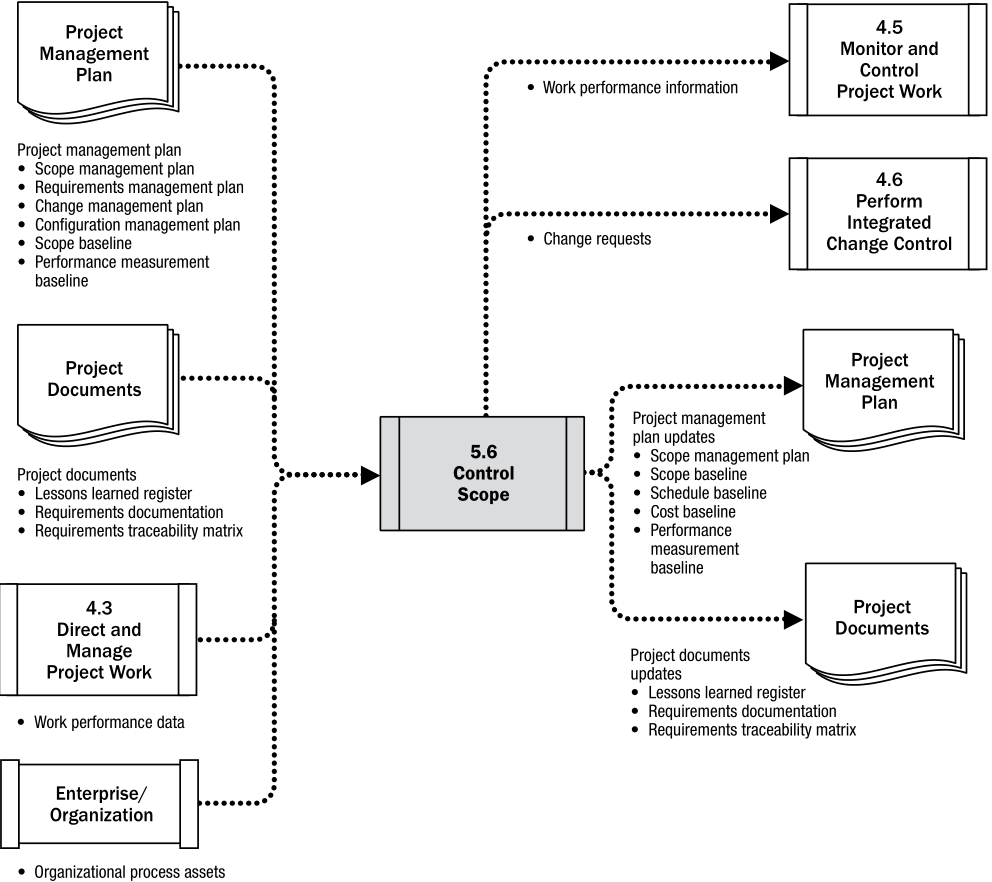 Project
Management
Plan
Project management plan
• Scope management plan
• Requirements management plan
• Change management plan
• Configuration management plan
• Scope baseline
• Performance measurement
baseline
Project
Documents
Project documents
• Lessons learned register
• Requirements documentation
• Requirements traceability matrix
4.3
Direct and
Manage
Project Work
• Work performance data
Enterprise/
Organization
• Organizational process assets
5.6
Control
Scope
• Work performance information
4.5
Monitor and
Control
Project Work
• Change requests
4.6
Perform
Integrated
Change Control
Project
Management
Plan
Project management
plan updates
• Scope management plan
• Scope baseline
• Schedule baseline
• Cost baseline
• Performance
measurement
baseline
Project
Documents
Project documents
updates
• Lessons learned register
• Requirements documentation
• Requirements traceability matrix